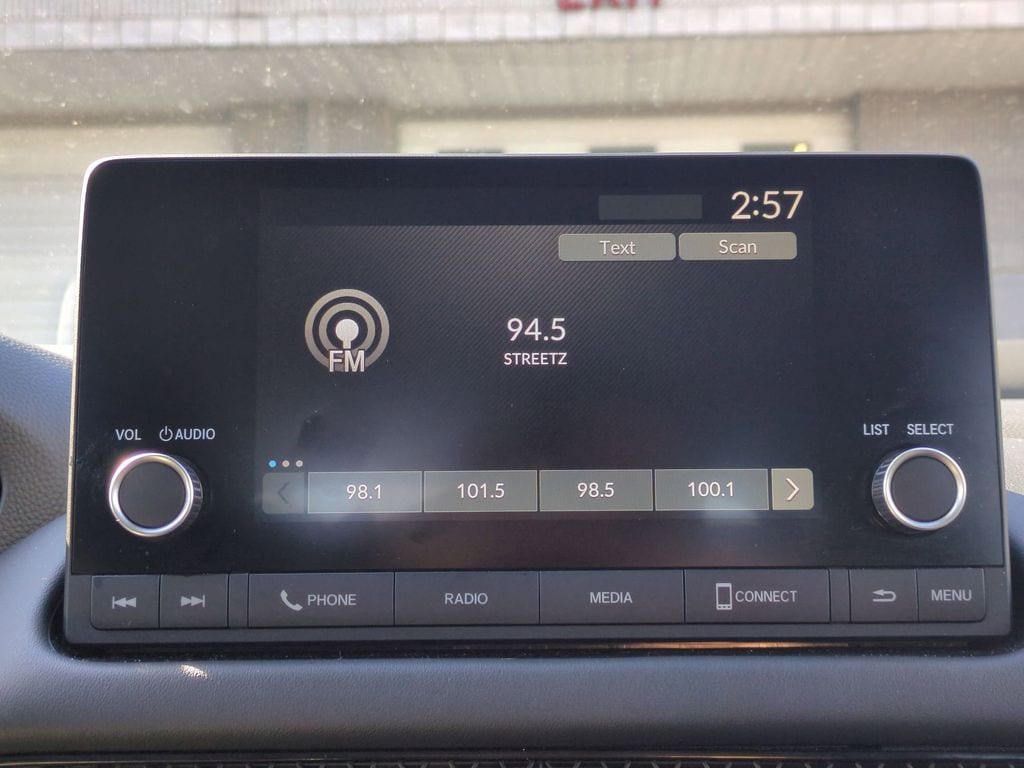 EXIT
2:57
Text Scan
94.5
FM
STREETZ
VOL AUDIO
LIST SELECT
98.1 101.5 98.5 100.1
PHONE RADIO MEDIA CONNECT MENU